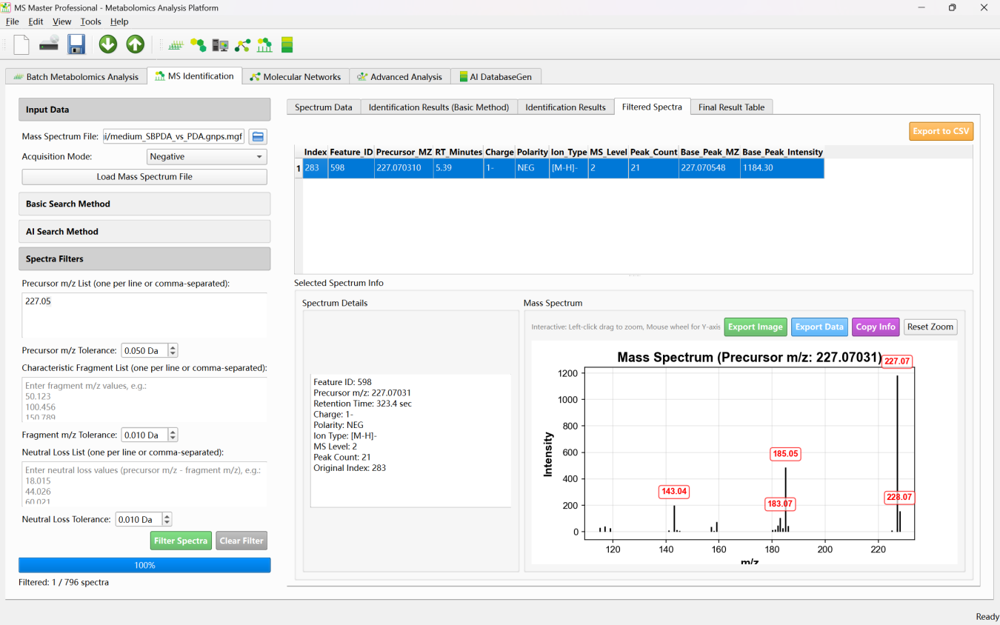 MS Master Professional - Metabolomics Analysis Platform
File Edit View Tools Help
Batch Metabolomics Analysis MS Identification Molecular Networks Advanced Analysis AI DatabaseGen
Input Data
Mass Spectrum File: i/medium_SBPDA_vs_PDA.gnps.mgf
Acquisition Mode: Negative
Load Mass Spectrum File
Basic Search Method
AI Search Method
Spectra Filters
Precursor m/z List (one per line or comma-separated):
227.05
Precursor m/z Tolerance: 0.050 Da
Characteristic Fragment List (one per line or comma-separated):
Enter fragment m/z values, e.g.:
50.123
100.456
150.789
Fragment m/z Tolerance: 0.010 Da
Neutral Loss List (one per line or comma-separated):
Enter neutral loss values (precursor m/z - fragment m/z), e.g.:
18.015
44.026
60.021
Neutral Loss Tolerance: 0.010 Da
Filter Spectra Clear Filter
100%
Filtered: 1 / 796 spectra
Spectrum Data Identification Results (Basic Method) Identification Results Filtered Spectra Final Result Table
Export to CSV
Index Feature_ID Precursor_MZ RT_Minutes Charge Polarity Ion_Type MS_Level Peak_Count Base_Peak_MZ Base_Peak_Intensity
1 283 598 227.070310 5.39 1- NEG [M-H]- 2 21 227.070548 1184.30
Selected Spectrum Info
Spectrum Details
Feature ID: 598
Precursor m/z: 227.07031
Retention Time: 323.4 sec
Charge: 1-
Polarity: NEG
Ion Type: [M-H]-
MS Level: 2
Peak Count: 21
Original Index: 283
Mass Spectrum
Interactive: Left-click drag to zoom, Mouse wheel for Y-axis Export Image Export Data Copy Info Reset Zoom
Mass Spectrum (Precursor m/z: 227.07031)
227.07
1200
1000
800
600
400
200
0
Intensity
185.05
143.04
183.07
228.07
120 140 160 180 200 220
m/z
Ready